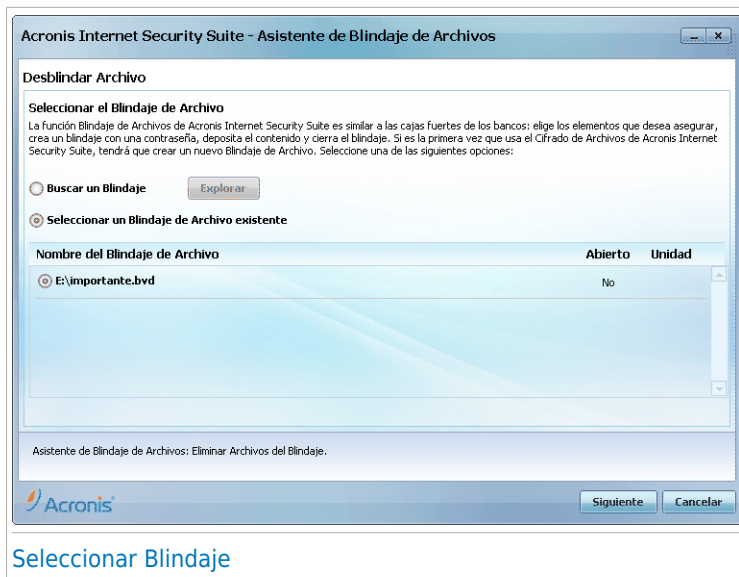 Acronis Internet Security Suite - Asistente de Blindaje de Archivos
Desblindar Archivo
Seleccionar el Blindaje de Archivo
La función Blindaje de Archivos de Acronis Internet Security Suite es similar a las cajas fuertes de los bancos: elige los elementos que desea asegurar,
crea un blindaje con una contraseña, deposita el contenido y cierra el blindaje. Si es la primera vez que usa el Cifrado de Archivos de Acronis Internet
Security Suite, tendrá que crear un nuevo Blindaje de Archivo. Seleccione una de las siguientes opciones:
Buscar un Blindaje Explorar
Seleccionar un Blindaje de Archivo existente
Nombre del Blindaje de Archivo Abierto Unidad
E:\importante.bvd No
Asistente de Blindaje de Archivos: Eliminar Archivos del Blindaje.
Acronis Siguiente Cancelar
Seleccionar Blindaje